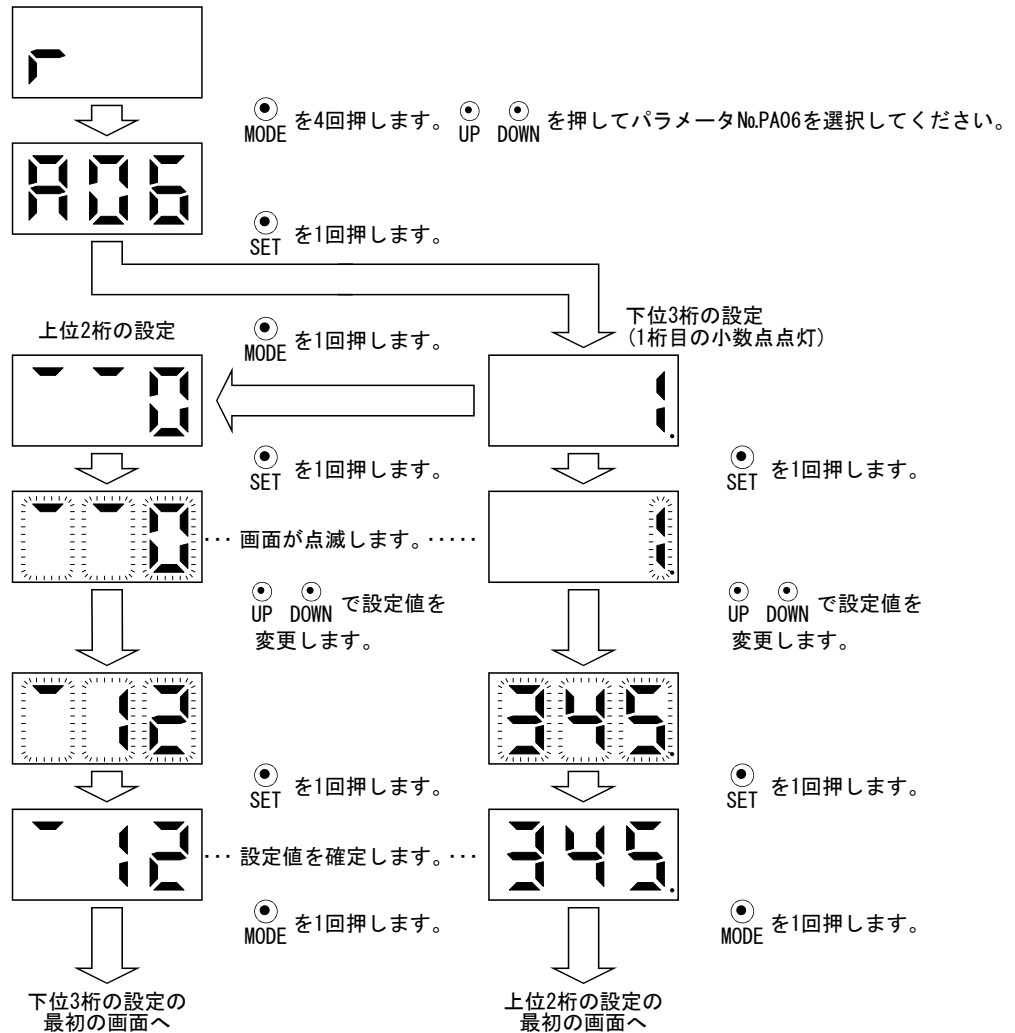 r
MODE を4回押します。 UP DOWN を押してパラメータNo.PA06を選択してください。
A06
SET を1回押します。
下位3桁の設定
(1桁目の小数点点灯)
上位2桁の設定
MODE を1回押します。
‾ ‾ 0
1.
SET を1回押します。
SET を1回押します。
‾ ‾ 0
･･･ 画面が点滅します。･････
1.
UP DOWN で設定値を
変更します。
UP DOWN で設定値を
変更します。
‾ 12
345.
SET を1回押します。
SET を1回押します。
‾ 12
･･･ 設定値を確定します。･･･
345.
MODE を1回押します。
MODE を1回押します。
下位3桁の設定の
最初の画面へ
上位2桁の設定の
最初の画面へ